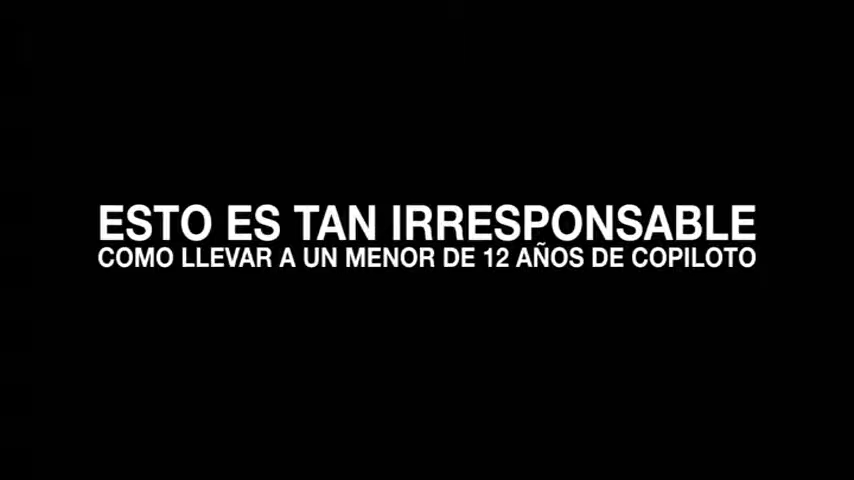 ESTO ES TAN IRRESPONSABLE
COMO LLEVAR A UN MENOR DE 12 AÑOS DE COPILOTO